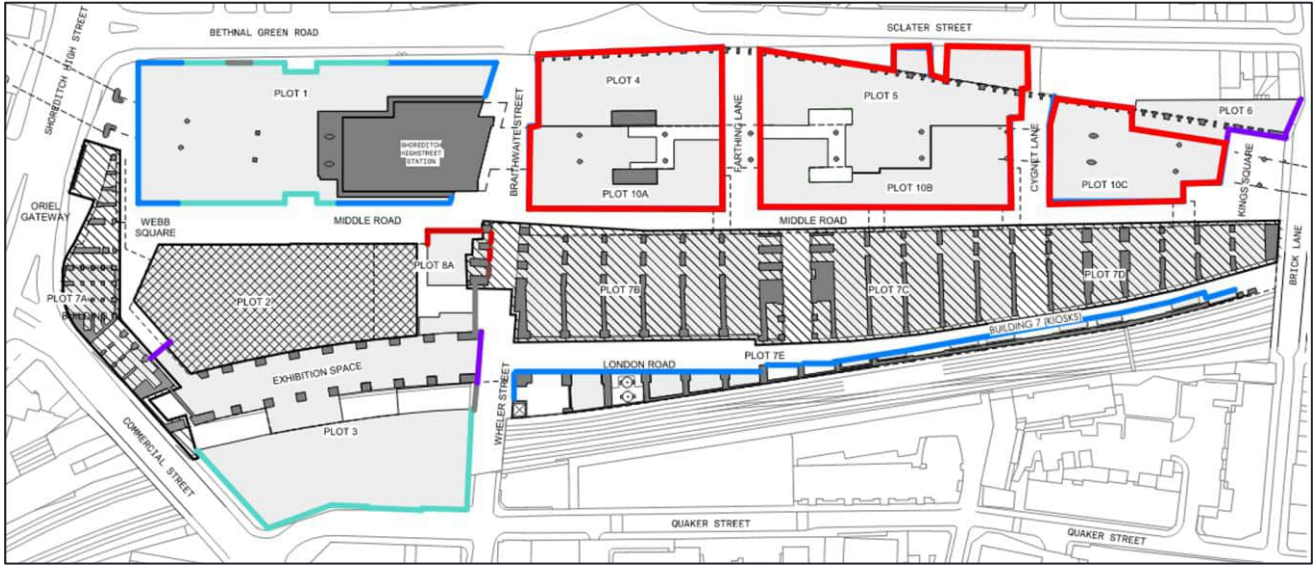 BETHNAL GREEN ROAD
SCLATER STREET
SHOREDITCH HIGH STREET
PLOT 1
PLOT 4
PLOT 5
PLOT 6
BRAITHWAITE STREET
FARTHING LANE
CYGNET LANE
KINGS SQUARE
SHOREDITCH
HIGHSTREET
STATION
PLOT 10A
PLOT 10B
PLOT 10C
ORIEL
GATEWAY
WEBB
SQUARE
MIDDLE ROAD
MIDDLE ROAD
BRICK LANE
PLOT 8A
PLOT 7A
BUILDING
PLOT 2
PLOT 7B
PLOT 7C
PLOT 7D
BUILDING 7 (KIOSKS)
PLOT 7E
LONDON ROAD
EXHIBITION SPACE
WHELER STREET
PLOT 3
COMMERCIAL STREET
QUAKER STREET
QUAKER STREET